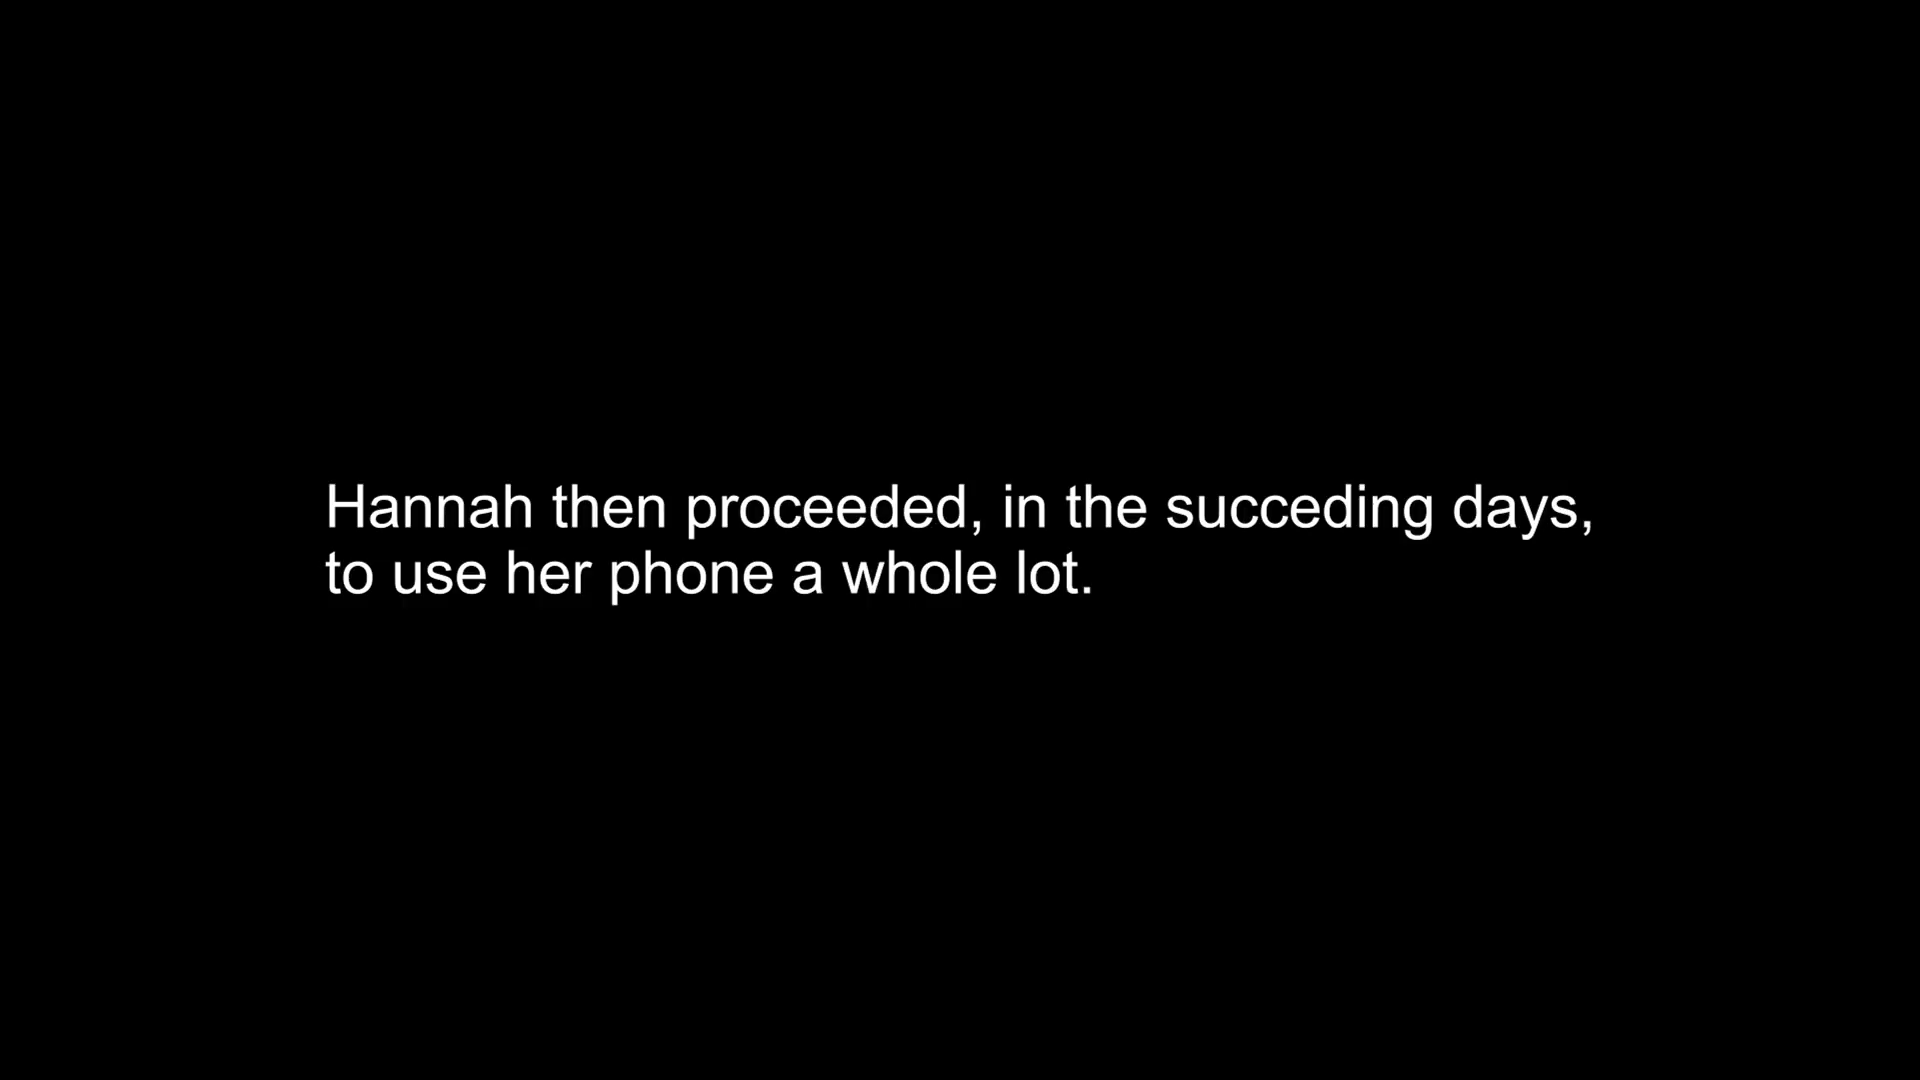 Hannah then proceeded, in the succeding days,
to use her phone a whole lot.